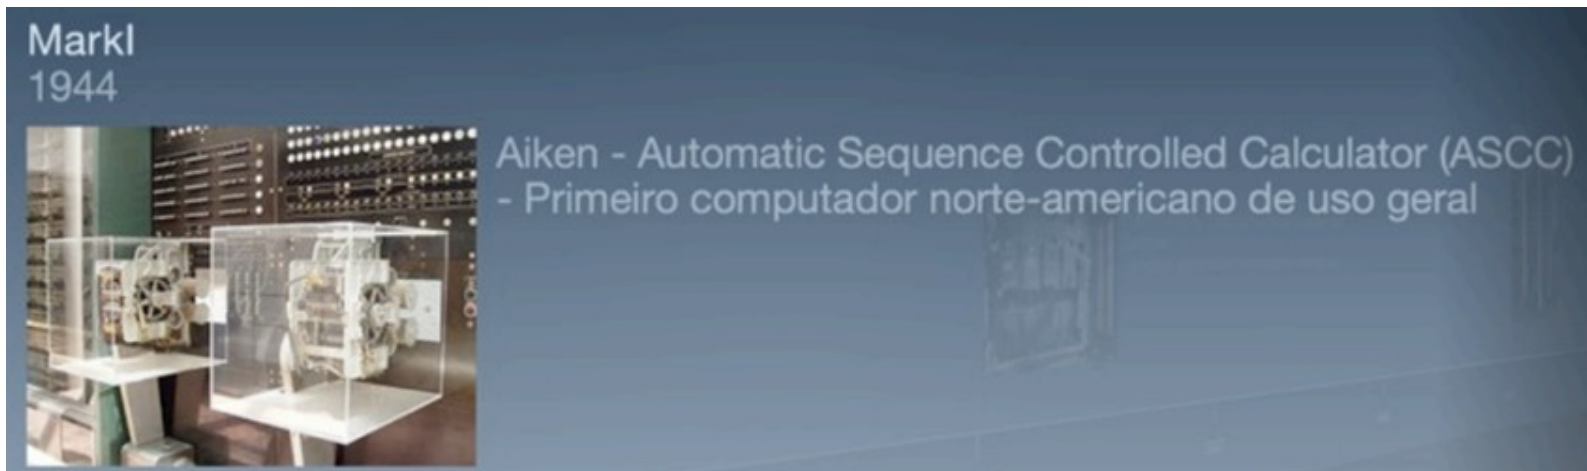 MarkI
1944
Aiken - Automatic Sequence Controlled Calculator (ASCC)
- Primeiro computador norte-americano de uso geral